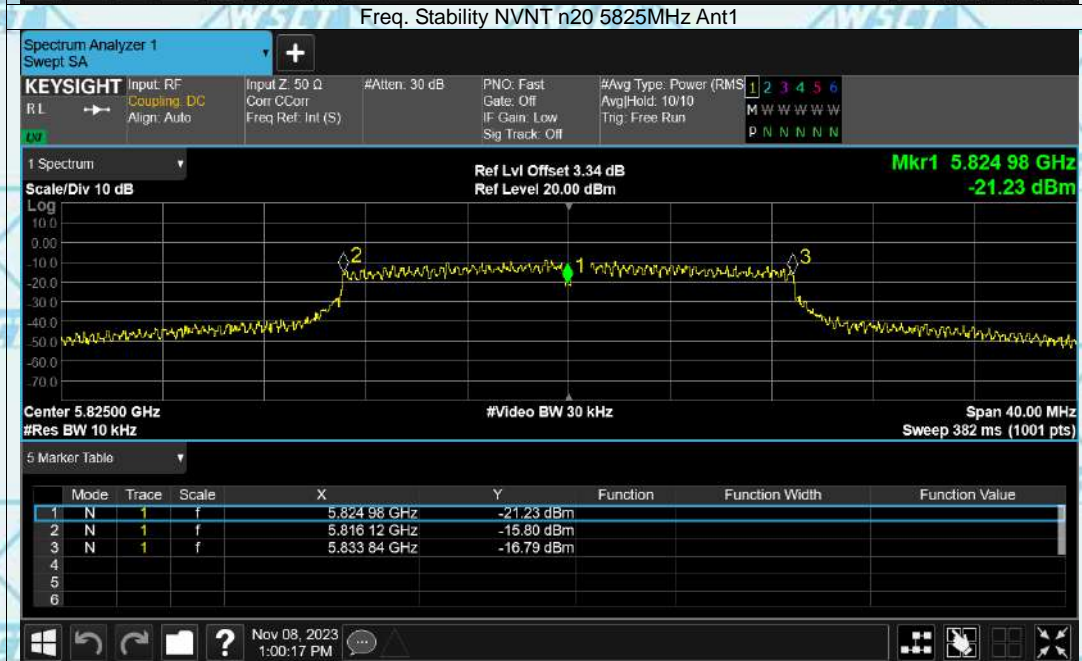 Freq. Stability NVNT n20 5825MHz Ant1
Spectrum Analyzer 1
Swept SA
+
KEYSIGHT Input: RF Input Z: 50 Ω #Atten: 30 dB PNO: Fast #Avg Type: Power (RMS 1 2 3 4 5 6
R L Coupling: DC Corr CCorr Gate: Off Avg|Hold: 10/10 M W W W W W
Align: Auto Freq Ref: Int (S) IF Gain: Low Trig: Free Run
Sig Track: Off P N N N N N
LXI
1 Spectrum Ref Lvl Offset 3.34 dB Mkr1 5.824 98 GHz
Scale/Div 10 dB Ref Level 20.00 dBm -21.23 dBm
Log
10.0
0.00
-10.0
-20.0
-30.0
-40.0
-50.0
-60.0
-70.0
2 1 3
Center 5.82500 GHz #Video BW 30 kHz Span 40.00 MHz
#Res BW 10 kHz Sweep 382 ms (1001 pts)
5 Marker Table
Mode Trace Scale X Y Function Function Width Function Value
1 N 1 f 5.824 98 GHz -21.23 dBm
2 N 1 f 5.816 12 GHz -15.80 dBm
3 N 1 f 5.833 84 GHz -16.79 dBm
4
5
6
? Nov 08, 2023
1:00:17 PM